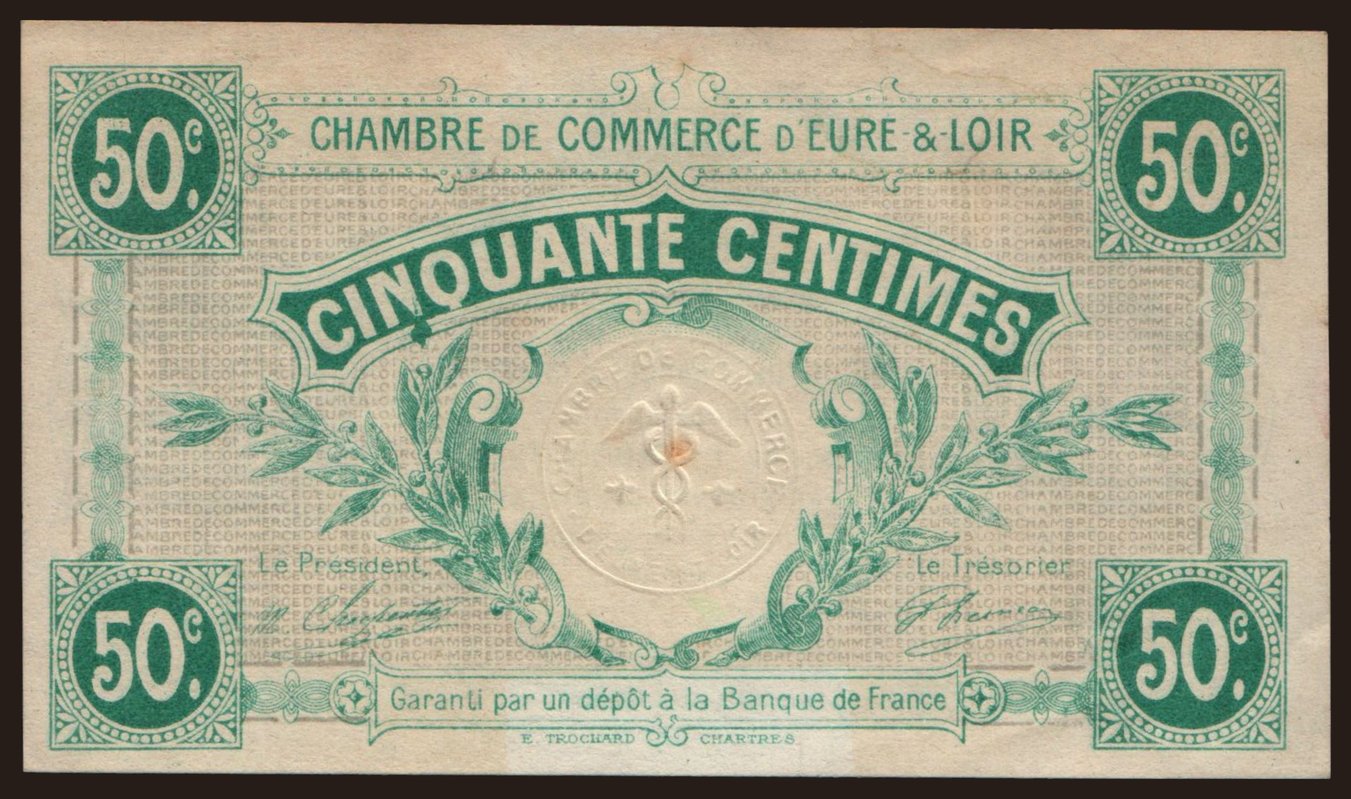 50c.
CHAMBRE DE COMMERCE D'EURE-&-LOIR
50c.
CINQUANTE CENTIMES
CHAMBRE DE COMMERCE
Le Président,
Le Trésorier
50c.
50c.
Garanti par un dépôt à la Banque de France
E. TROCHARD CHARTRES